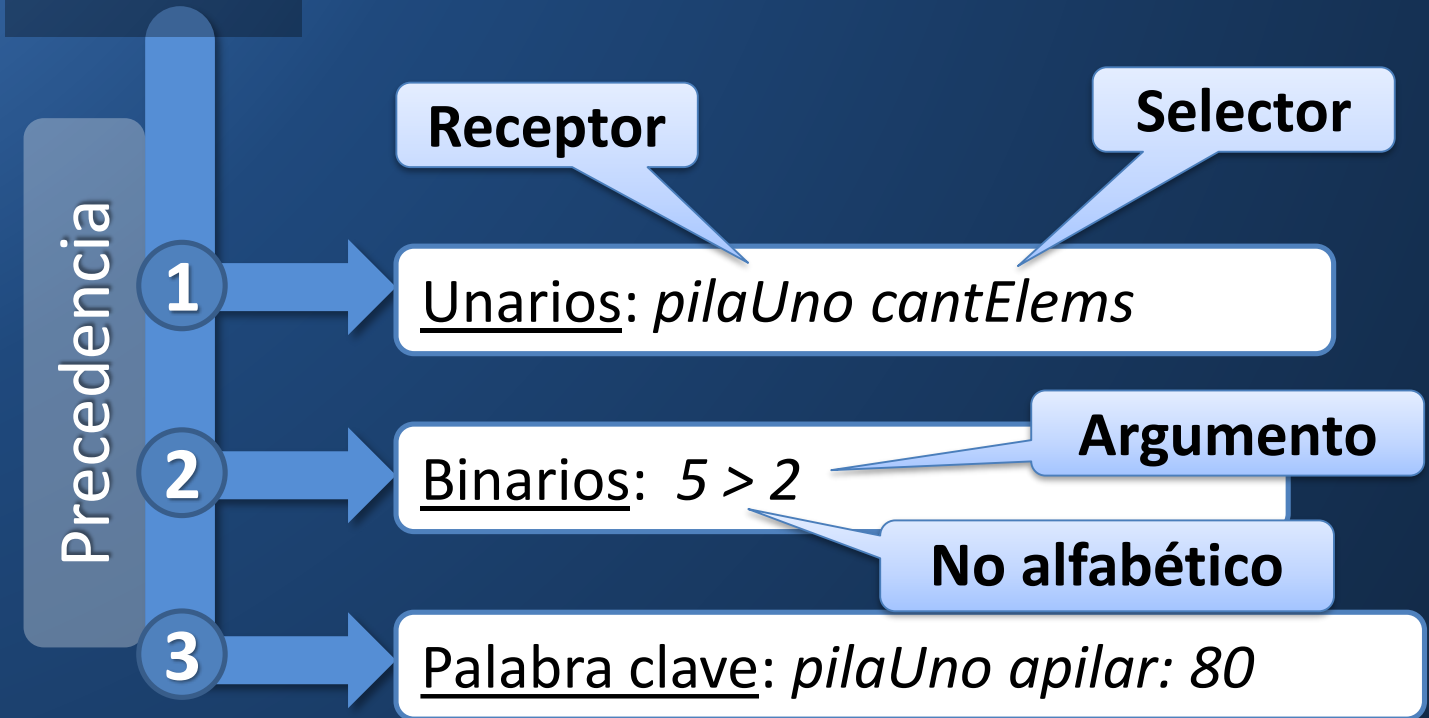 Precedencia
Receptor
Selector
1
Unarios: pilaUno cantElems
2
Binarios: 5 > 2
Argumento
No alfabético
3
Palabra clave: pilaUno apilar: 80